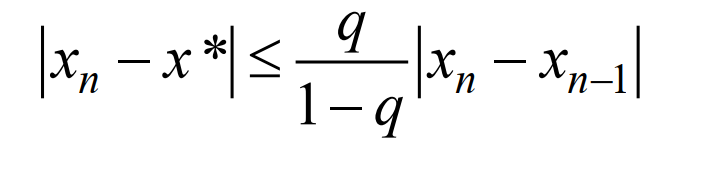 |xₙ − x*| ≤ q/(1 − q) |xₙ − xₙ₋₁|